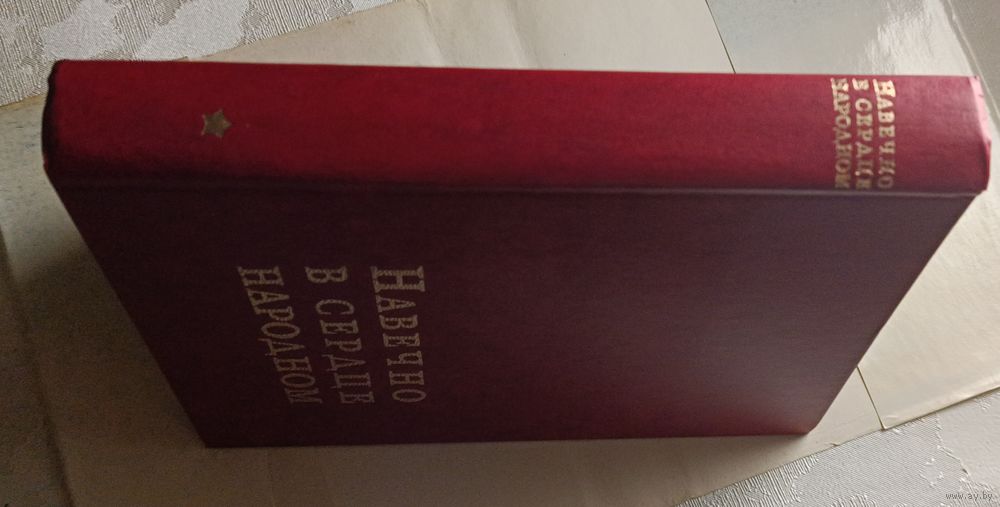 Навечно
в сердце
народном
Навечно
в сердце
народном
www.ay.by